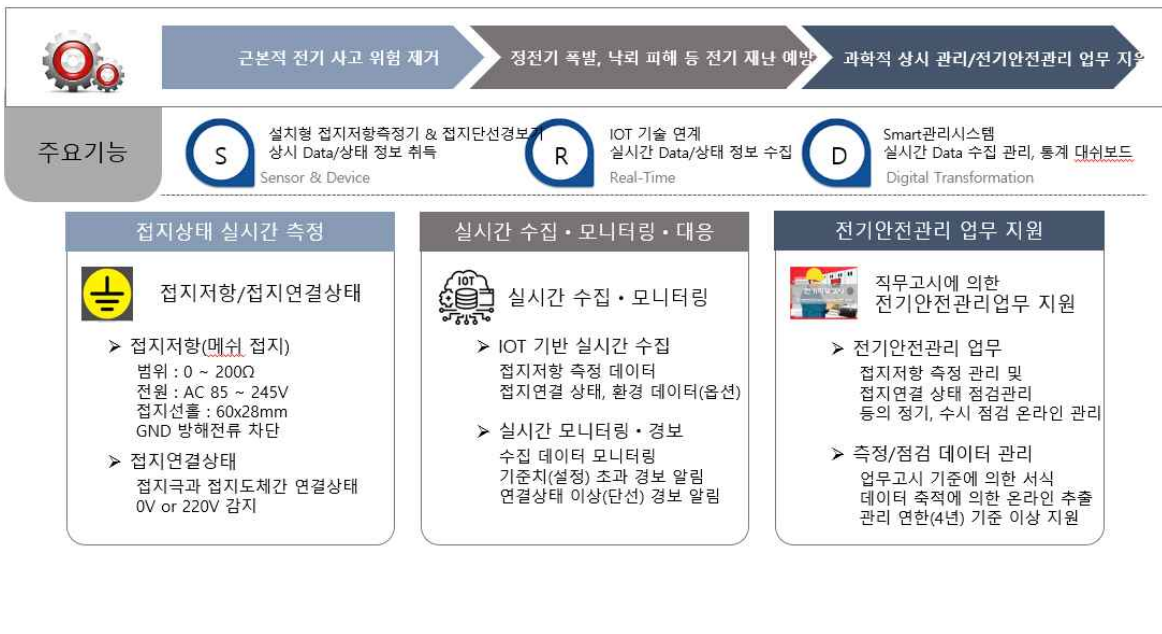 근본적 전기 사고 위험 제거
정전기 폭발, 낙뢰 피해 등 전기 재난 예방
과학적 상시 관리/전기안전관리 업무 지원
주요기능
S
설치형 접지저항측정기 & 접지단선경보기
상시 Data/상태 정보 취득
Sensor & Device
R
IOT 기술 연계
실시간 Data/상태 정보 수집
Real-Time
D
Smart관리시스템
실시간 Data 수집 관리, 통계 대쉬보드
Digital Transformation
접지상태 실시간 측정
접지저항/접지연결상태
➢ 접지저항(메쉬 접지)
범위 : 0 ~ 200Ω
전원 : AC 85 ~ 245V
접지선홀 : 60x28mm
GND 방해전류 차단
➢ 접지연결상태
접지극과 접지도체간 연결상태
0V or 220V 감지
실시간 수집•모니터링•대응
IOT
실시간 수집•모니터링
➢ IOT 기반 실시간 수집
접지저항 측정 데이터
접지연결 상태, 환경 데이터(옵션)
➢ 실시간 모니터링•경보
수집 데이터 모니터링
기준치(설정) 초과 경보 알림
연결상태 이상(단선) 경보 알림
전기안전관리 업무 지원
직무고시에 의한
전기안전관리업무 지원
➢ 전기안전관리 업무
접지저항 측정 관리 및
접지연결 상태 점검관리
등의 정기, 수시 점검 온라인 관리
➢ 측정/점검 데이터 관리
업무고시 기준에 의한 서식
데이터 축적에 의한 온라인 추출
관리 연한(4년) 기준 이상 지원